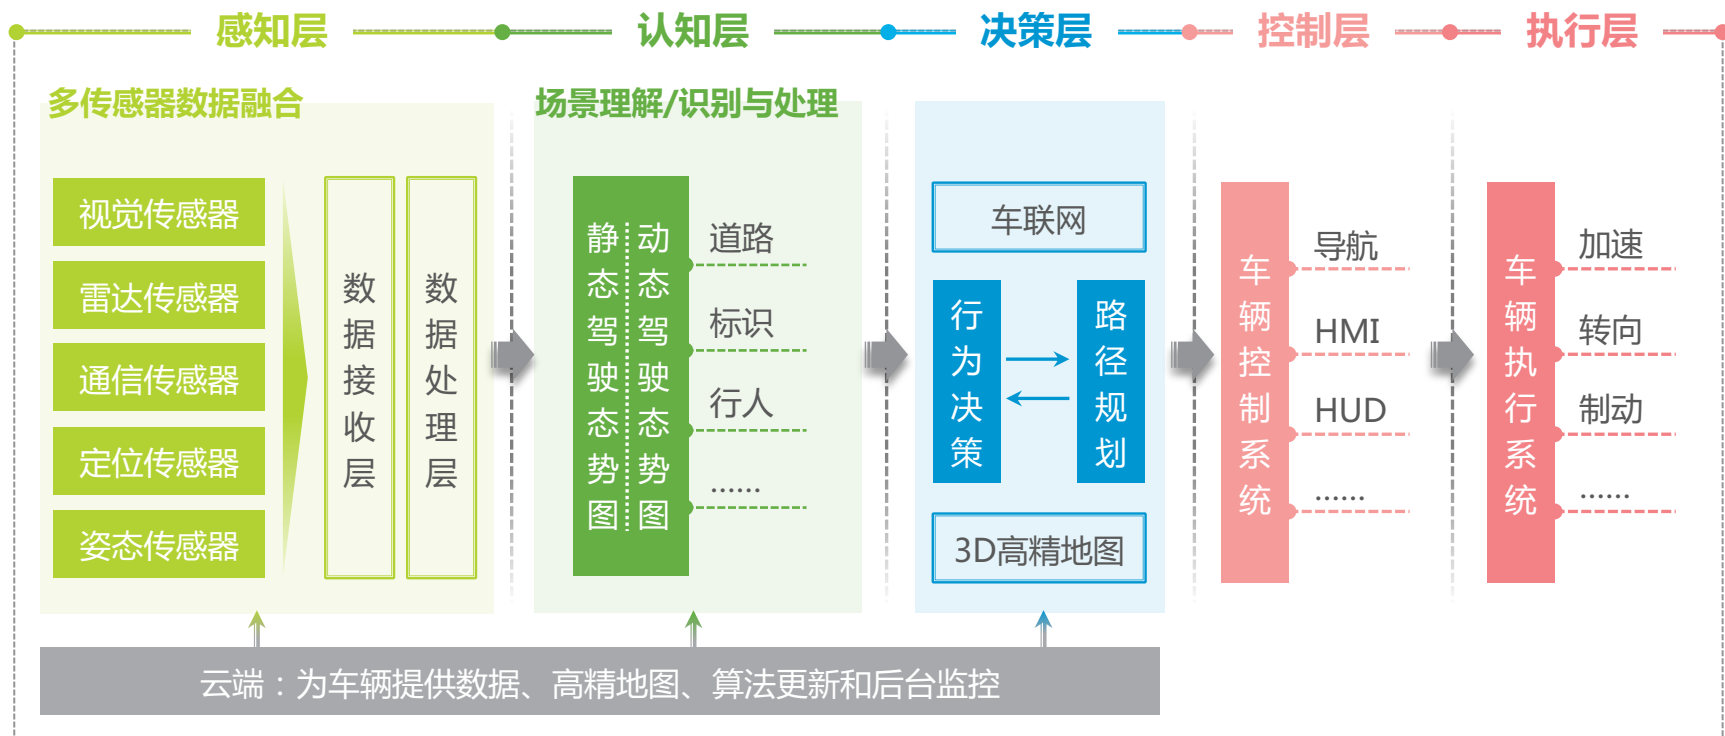 感知层
认知层
决策层
控制层
执行层
多传感器数据融合
视觉传感器
雷达传感器
通信传感器
定位传感器
姿态传感器
数据接收层
数据处理层
场景理解/识别与处理
静态驾驶态势图
动态驾驶态势图
道路
标识
行人
......
车联网
行为决策
路径规划
3D高精地图
车辆控制系统
导航
HMI
HUD
......
车辆执行系统
加速
转向
制动
......
云端：为车辆提供数据、高精地图、算法更新和后台监控